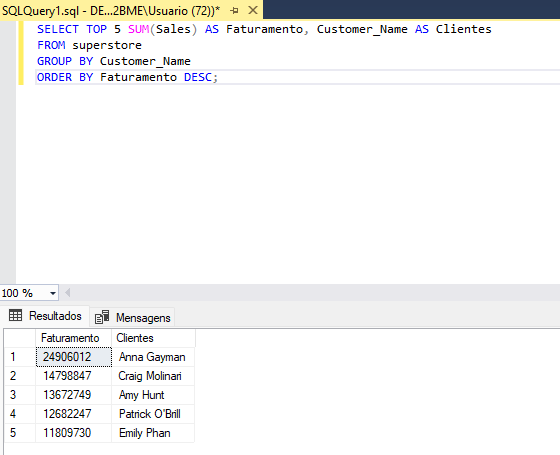 SQLQuery1.sql - DE...2BME\Usuario (72))*
SELECT TOP 5 SUM(Sales) AS Faturamento, Customer_Name AS Clientes
FROM superstore
GROUP BY Customer_Name
ORDER BY Faturamento DESC;
100 %
Resultados Mensagens
Faturamento Clientes
1 24906012 Anna Gayman
2 14798847 Craig Molinari
3 13672749 Amy Hunt
4 12682247 Patrick O'Brill
5 11809730 Emily Phan